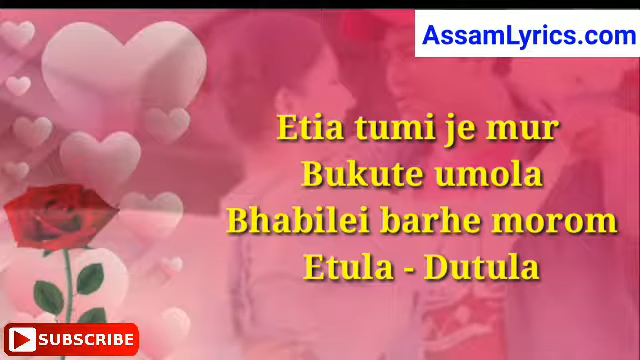 AssamLyrics.com
Etia tumi je mur
Bukute umola
Bhabilei barhe morom
Etula - Dutula
SUBSCRIBE